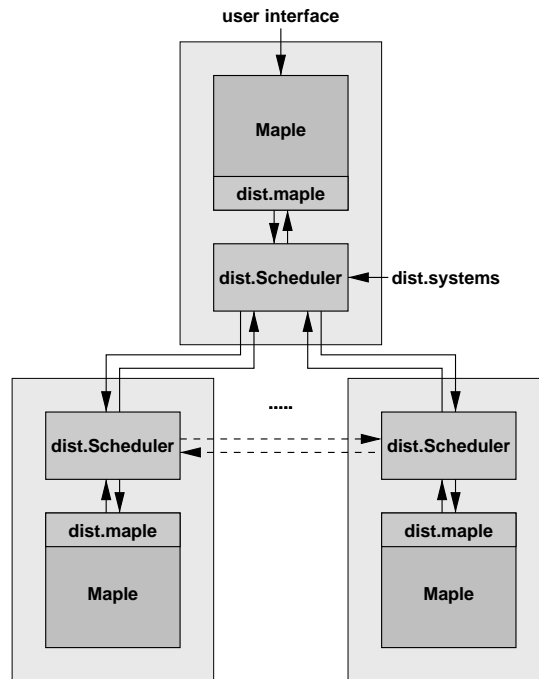 user interface
Maple
dist.maple
dist.Scheduler
dist.systems
.....
dist.Scheduler
dist.Scheduler
dist.maple
dist.maple
Maple
Maple